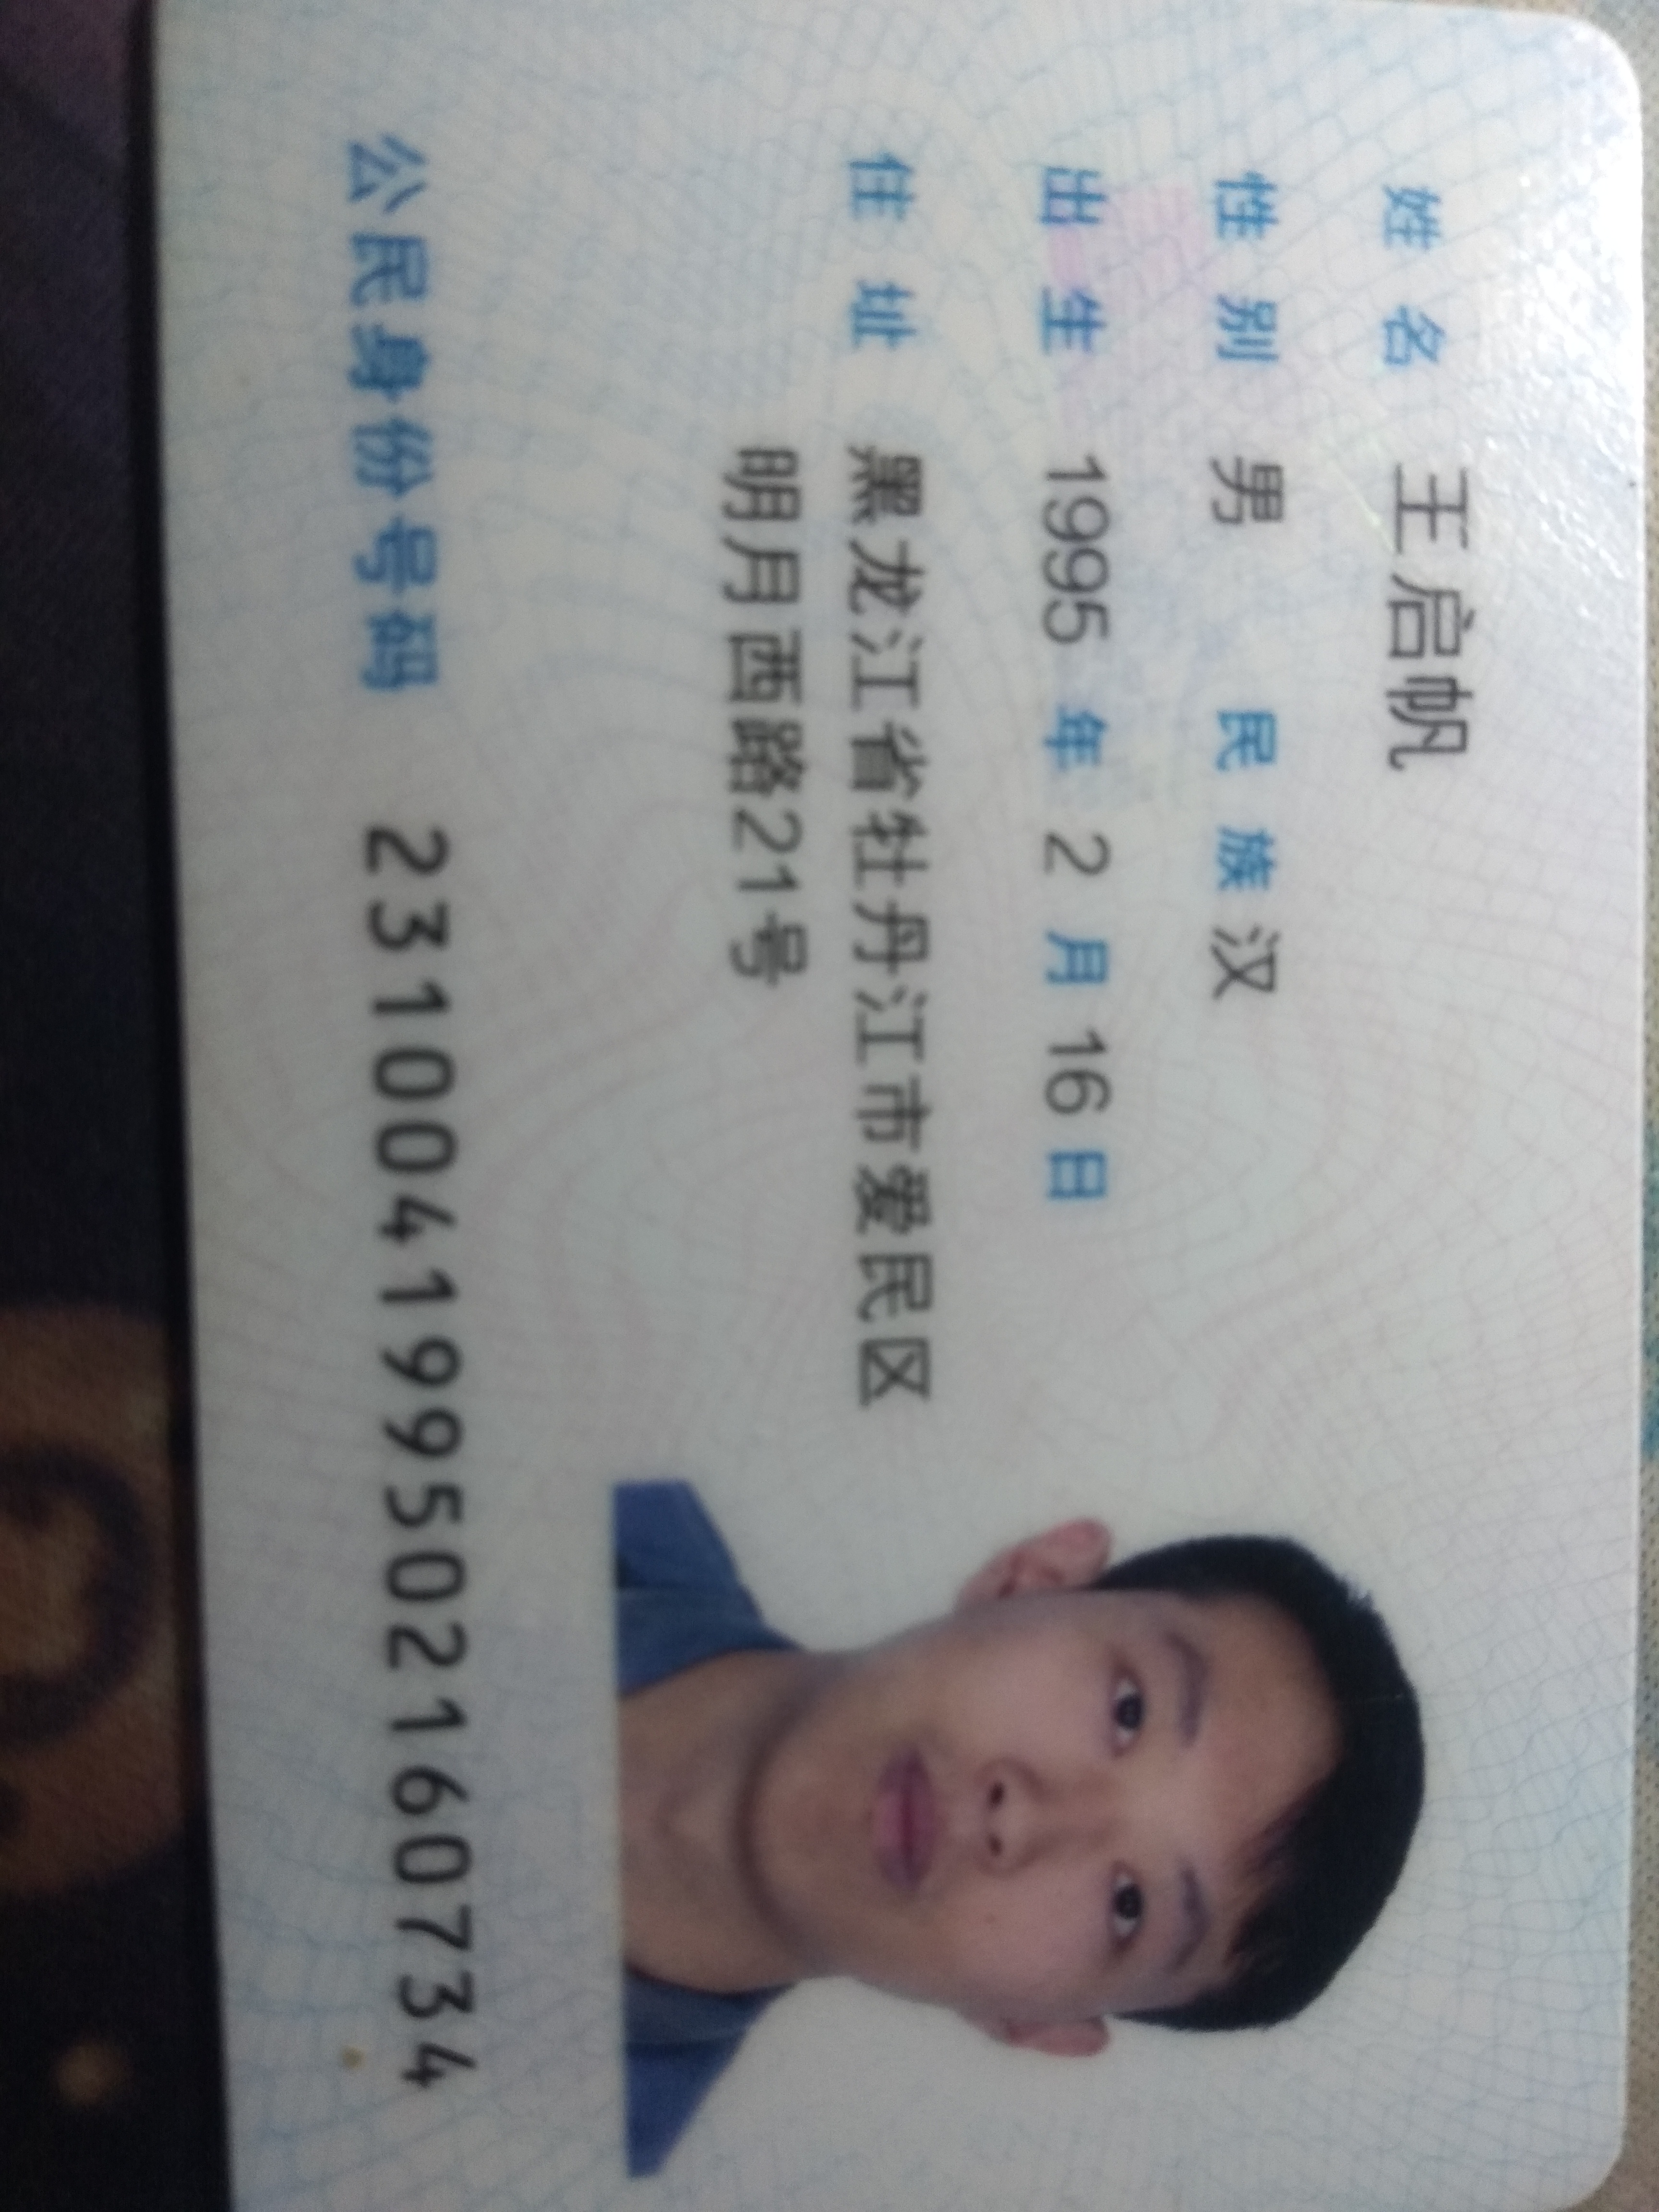 姓名 王启帆
性别 男 民族 汉
出生 1995 年 2 月 16 日
住址 黑龙江省牡丹江市爱民区
明月西路21号
公民身份号码 231004199502160734